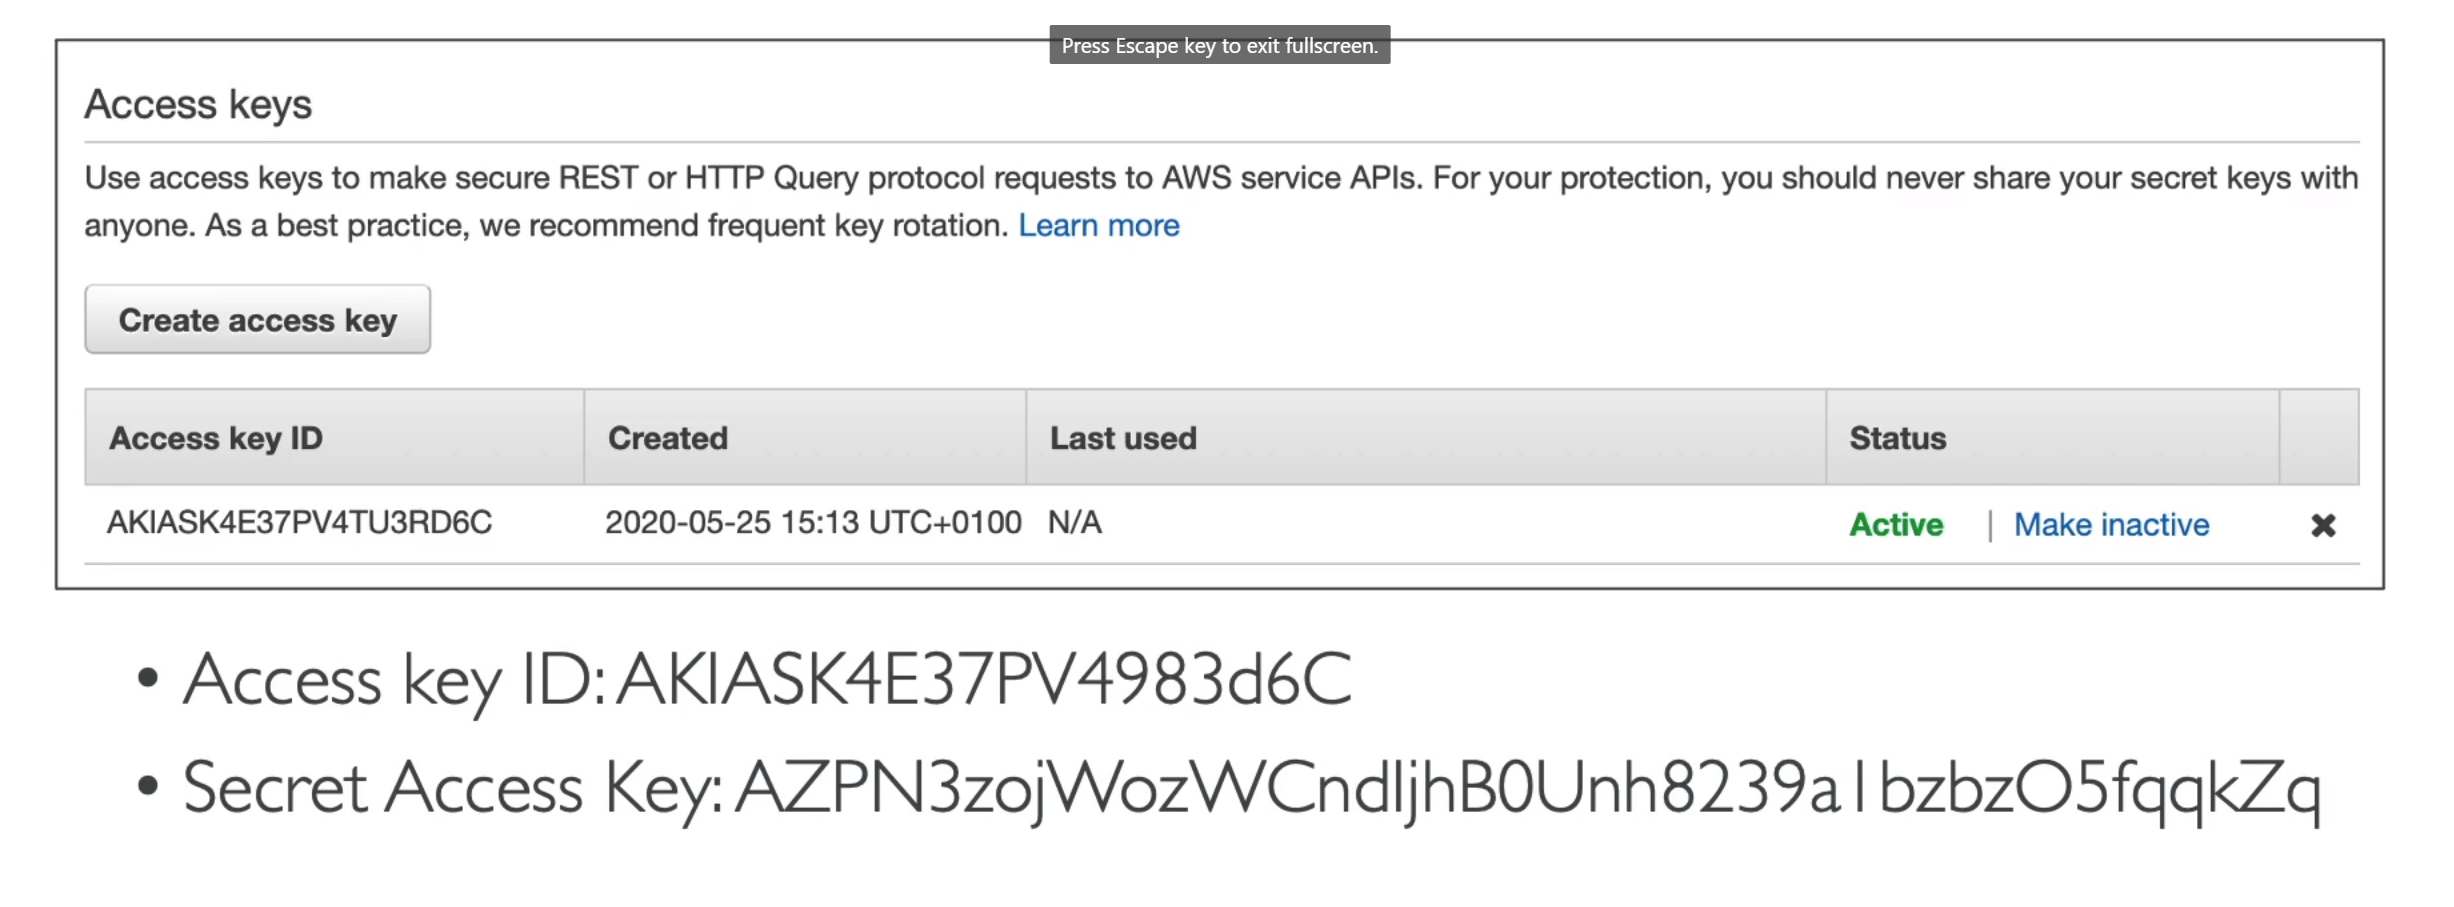 Press Escape key to exit fullscreen.
Access keys
Use access keys to make secure REST or HTTP Query protocol requests to AWS service APIs. For your protection, you should never share your secret keys with
anyone. As a best practice, we recommend frequent key rotation. Learn more
Create access key
Access key ID Created Last used Status
AKIASK4E37PV4TU3RD6C 2020-05-25 15:13 UTC+0100 N/A Active | Make inactive ✖
• Access key ID: AKIASK4E37PV4983d6C
• Secret Access Key: AZPN3zojWozWCndIjhB0Unh8239a1bzbzO5fqqkZq